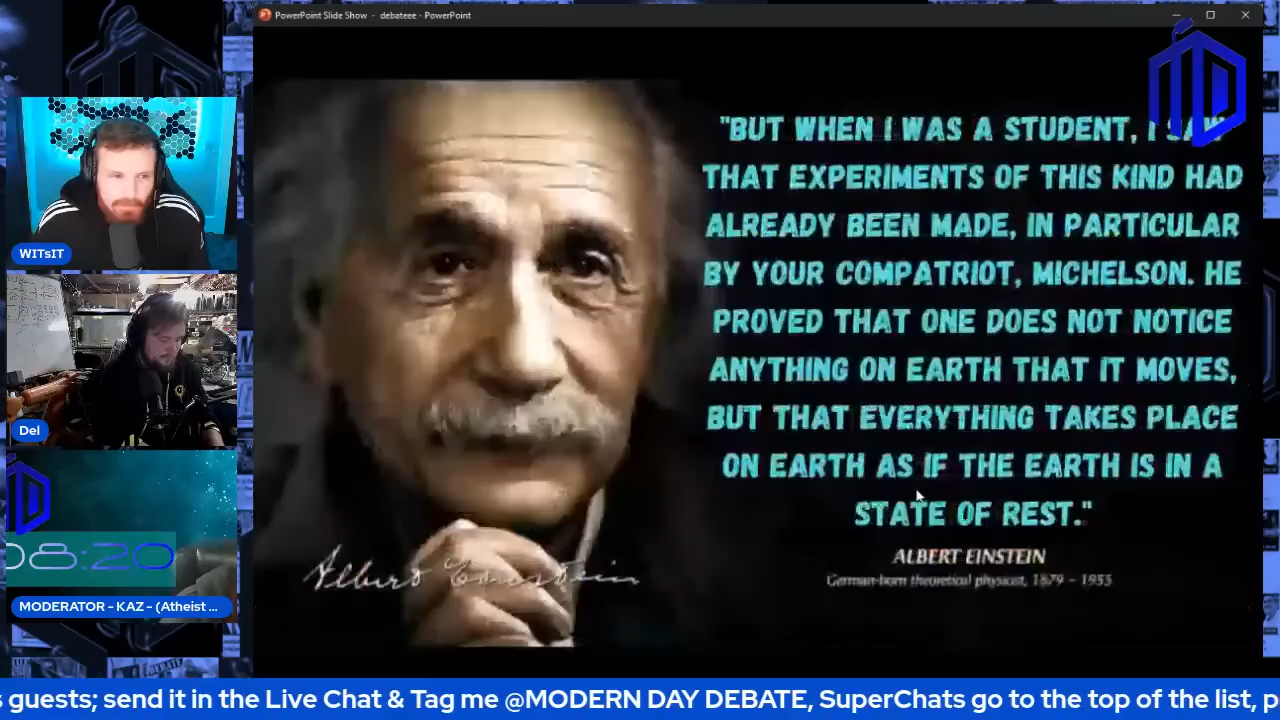 PowerPoint Slide Show - debateee - PowerPoint
"BUT WHEN I WAS A STUDENT, I SAW
THAT EXPERIMENTS OF THIS KIND HAD
ALREADY BEEN MADE, IN PARTICULAR
BY YOUR COMPATRIOT, MICHELSON. HE
PROVED THAT ONE DOES NOT NOTICE
ANYTHING ON EARTH THAT IT MOVES,
BUT THAT EVERYTHING TAKES PLACE
ON EARTH AS IF THE EARTH IS IN A
STATE OF REST."
ALBERT EINSTEIN
German-born theoretical physicist, 1879 - 1955
Albert Einstein
WITsIT
Del
08:20
MODERATOR - KAZ - (Atheist ...
s guests; send it in the Live Chat & Tag me @MODERN DAY DEBATE, SuperChats go to the top of the list, p